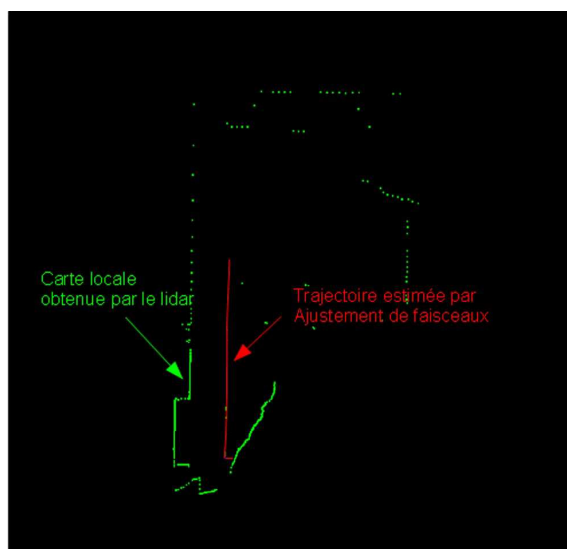 Carte locale
obtenue par le lidar
Trajectoire estimée par
Ajustement de faisceaux